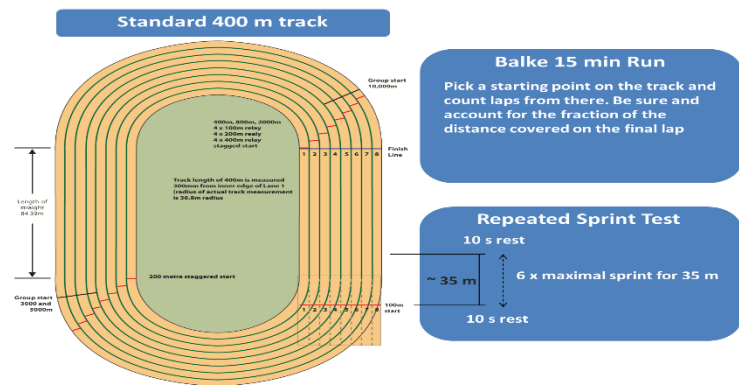 Standard 400 m track
Group start
10,000m
400m, 800m, 2000m
4 x 100m relay
4 x 200m realy
4 x 400m relay
stagged start
1 2 3 4 5 6 7 8
Finish
Line
Track length of 400m is measured
300mm from inner edge of Lane 1
(radius of actual track measurement
is 36.8m radius
Length of
straight
84.39m
200 metre staggared start
Group start
3000 and
5000m
1 2 3 4 5 6 7 8
100m
start
Balke 15 min Run
Pick a starting point on the track and
count laps from there. Be sure and
account for the fraction of the
distance covered on the final lap
Repeated Sprint Test
10 s rest
~ 35 m
6 x maximal sprint for 35 m
10 s rest